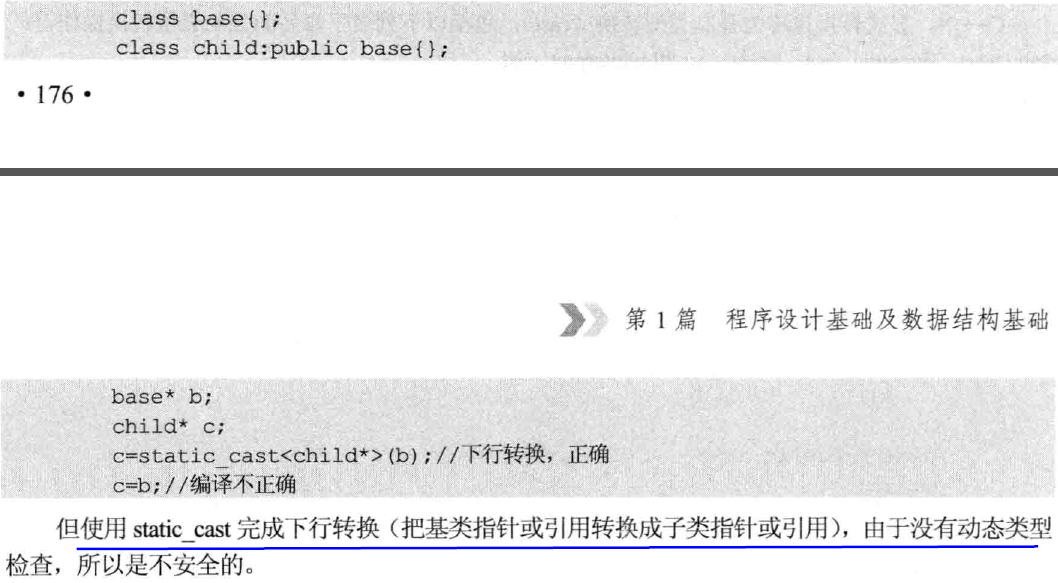 class base{};
class child:public base{};
·176·
第1篇 程序设计基础及数据结构基础
base* b;
child* c;
c=static_cast<child*>(b);//下行转换，正确
c=b;//编译不正确
但使用 static_cast 完成下行转换（把基类指针或引用转换成子类指针或引用），由于没有动态类型
检查，所以是不安全的。